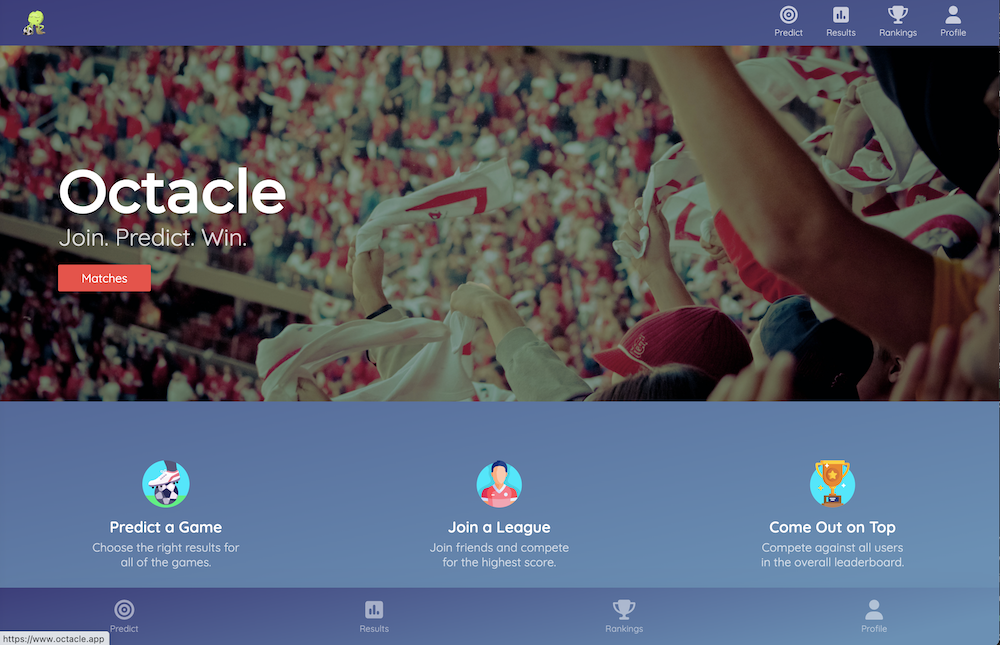 Predict
Results
Rankings
Profile
Octacle
Join. Predict. Win.
Matches
Predict a Game
Choose the right results for
all of the games.
Join a League
Join friends and compete
for the highest score.
Come Out on Top
Compete against all users
in the overall leaderboard.
Predict
Results
Rankings
Profile
https://www.octacle.app